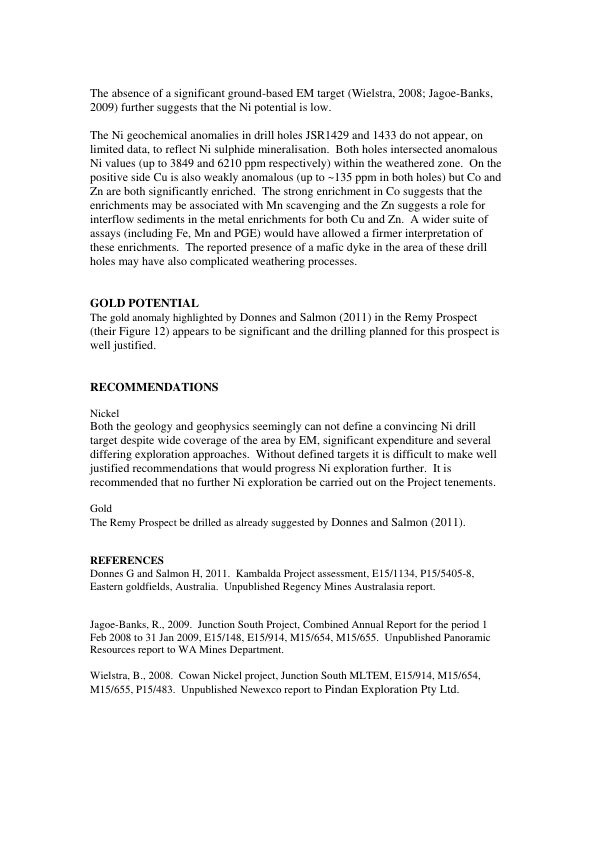 The absence of a significant ground-based EM target (Wielstra, 2008; Jagoe-Banks,
2009) further suggests that the Ni potential is low.
The Ni geochemical anomalies in drill holes JSR1429 and 1433 do not appear, on
limited data, to reflect Ni sulphide mineralisation.  Both holes intersected anomalous
Ni values (up to 3849 and 6210 ppm respectively) within the weathered zone.  On the
positive side Cu is also weakly anomalous (up to ~135 ppm in both holes) but Co and
Zn are both significantly enriched.  The strong enrichment in Co suggests that the
enrichments may be associated with Mn scavenging and the Zn suggests a role for
interflow sediments in the metal enrichments for both Cu and Zn.  A wider suite of
assays (including Fe, Mn and PGE) would have allowed a firmer interpretation of
these enrichments.  The reported presence of a mafic dyke in the area of these drill
holes may have also complicated weathering processes.
GOLD POTENTIAL
The gold anomaly highlighted by Donnes and Salmon (2011) in the Remy Prospect
(their Figure 12) appears to be significant and the drilling planned for this prospect is
well justified.
RECOMMENDATIONS
Nickel
Both the geology and geophysics seemingly can not define a convincing Ni drill
target despite wide coverage of the area by EM, significant expenditure and several
differing exploration approaches.  Without defined targets it is difficult to make well
justified recommendations that would progress Ni exploration further.  It is
recommended that no further Ni exploration be carried out on the Project tenements.
Gold
The Remy Prospect be drilled as already suggested by Donnes and Salmon (2011).
REFERENCES
Donnes G and Salmon H, 2011.  Kambalda Project assessment, E15/1134, P15/5405-8,
Eastern goldfields, Australia.  Unpublished Regency Mines Australasia report.
Jagoe-Banks, R., 2009.  Junction South Project, Combined Annual Report for the period 1
Feb 2008 to 31 Jan 2009, E15/148, E15/914, M15/654, M15/655.  Unpublished Panoramic
Resources report to WA Mines Department.
Wielstra, B., 2008.  Cowan Nickel project, Junction South MLTEM, E15/914, M15/654,
M15/655, P15/483.  Unpublished Newexco report to Pindan Exploration Pty Ltd.